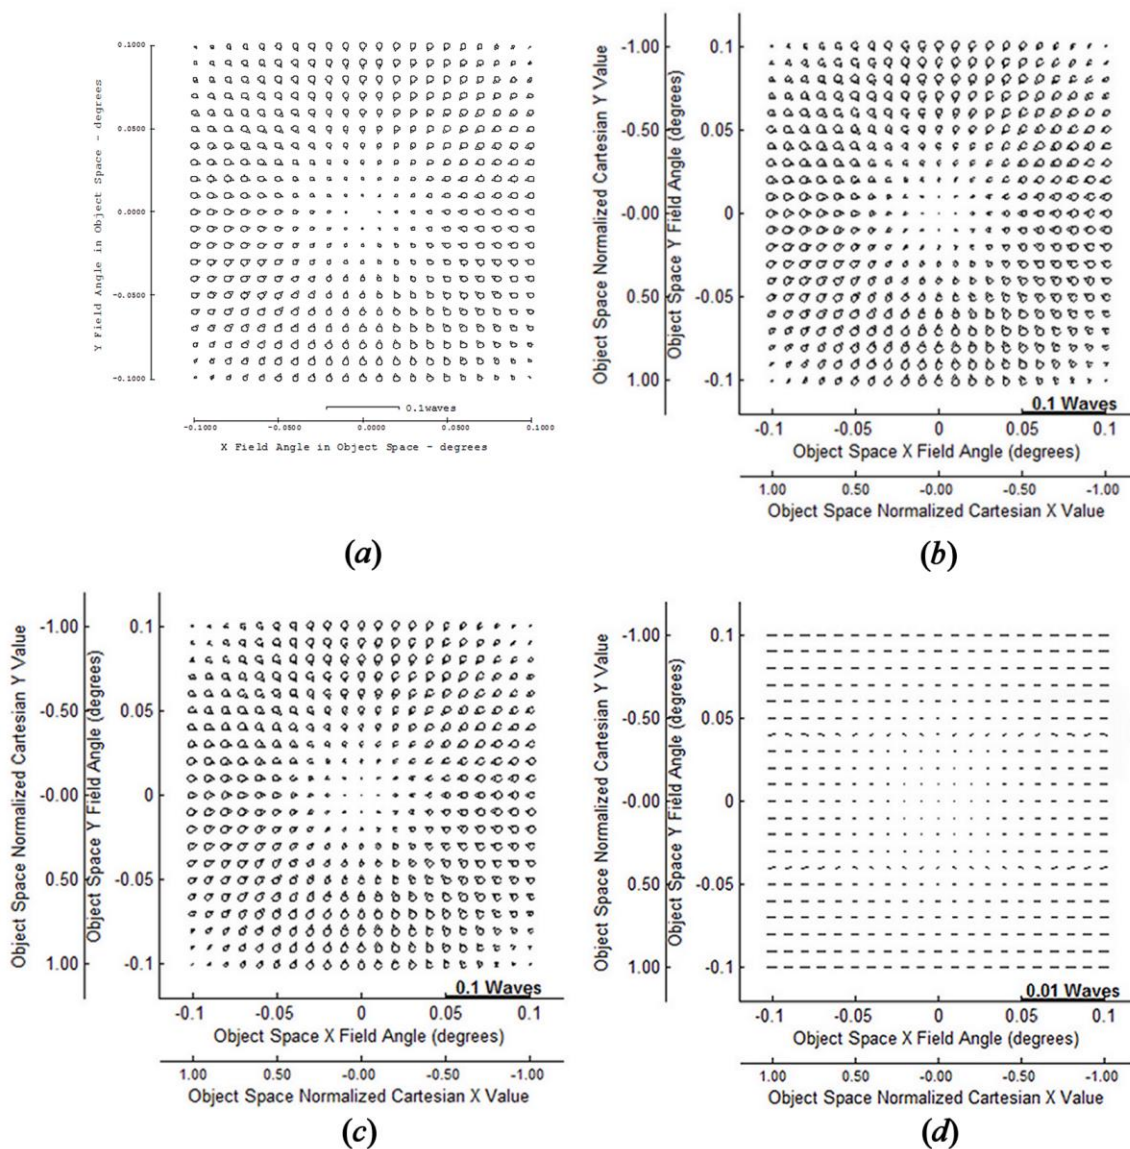 0.1000
0.0500
0.0000
-0.0500
-0.1000
Y Field Angle in Object Space - degrees
0.1waves
-0.1000 -0.0500 0.0000 0.0500 0.1000
X Field Angle in Object Space - degrees
(a)
Object Space Normalized Cartesian Y Value
-1.00
-0.50
-0.00
0.50
1.00
Object Space Y Field Angle (degrees)
0.1
0.05
0
-0.05
-0.1
0.1 Waves
-0.1 -0.05 0 0.05 0.1
Object Space X Field Angle (degrees)
1.00 0.50 -0.00 -0.50 -1.00
Object Space Normalized Cartesian X Value
(b)
Object Space Normalized Cartesian Y Value
-1.00
-0.50
-0.00
0.50
1.00
Object Space Y Field Angle (degrees)
0.1
0.05
0
-0.05
-0.1
0.1 Waves
-0.1 -0.05 0 0.05 0.1
Object Space X Field Angle (degrees)
1.00 0.50 -0.00 -0.50 -1.00
Object Space Normalized Cartesian X Value
(c)
Object Space Normalized Cartesian Y Value
-1.00
-0.50
-0.00
0.50
1.00
Object Space Y Field Angle (degrees)
0.1
0.05
0
-0.05
-0.1
0.01 Waves
-0.1 -0.05 0 0.05 0.1
Object Space X Field Angle (degrees)
1.00 0.50 -0.00 -0.50 -1.00
Object Space Normalized Cartesian X Value
(d)